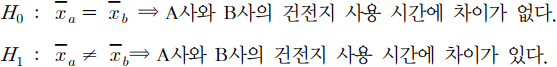 H₀ : x̄ₐ = x̄_b ⟹ A사와 B사의 건전지 사용 시간에 차이가 없다.
H₁ : x̄ₐ ≠ x̄_b ⟹ A사와 B사의 건전지 사용 시간에 차이가 있다.